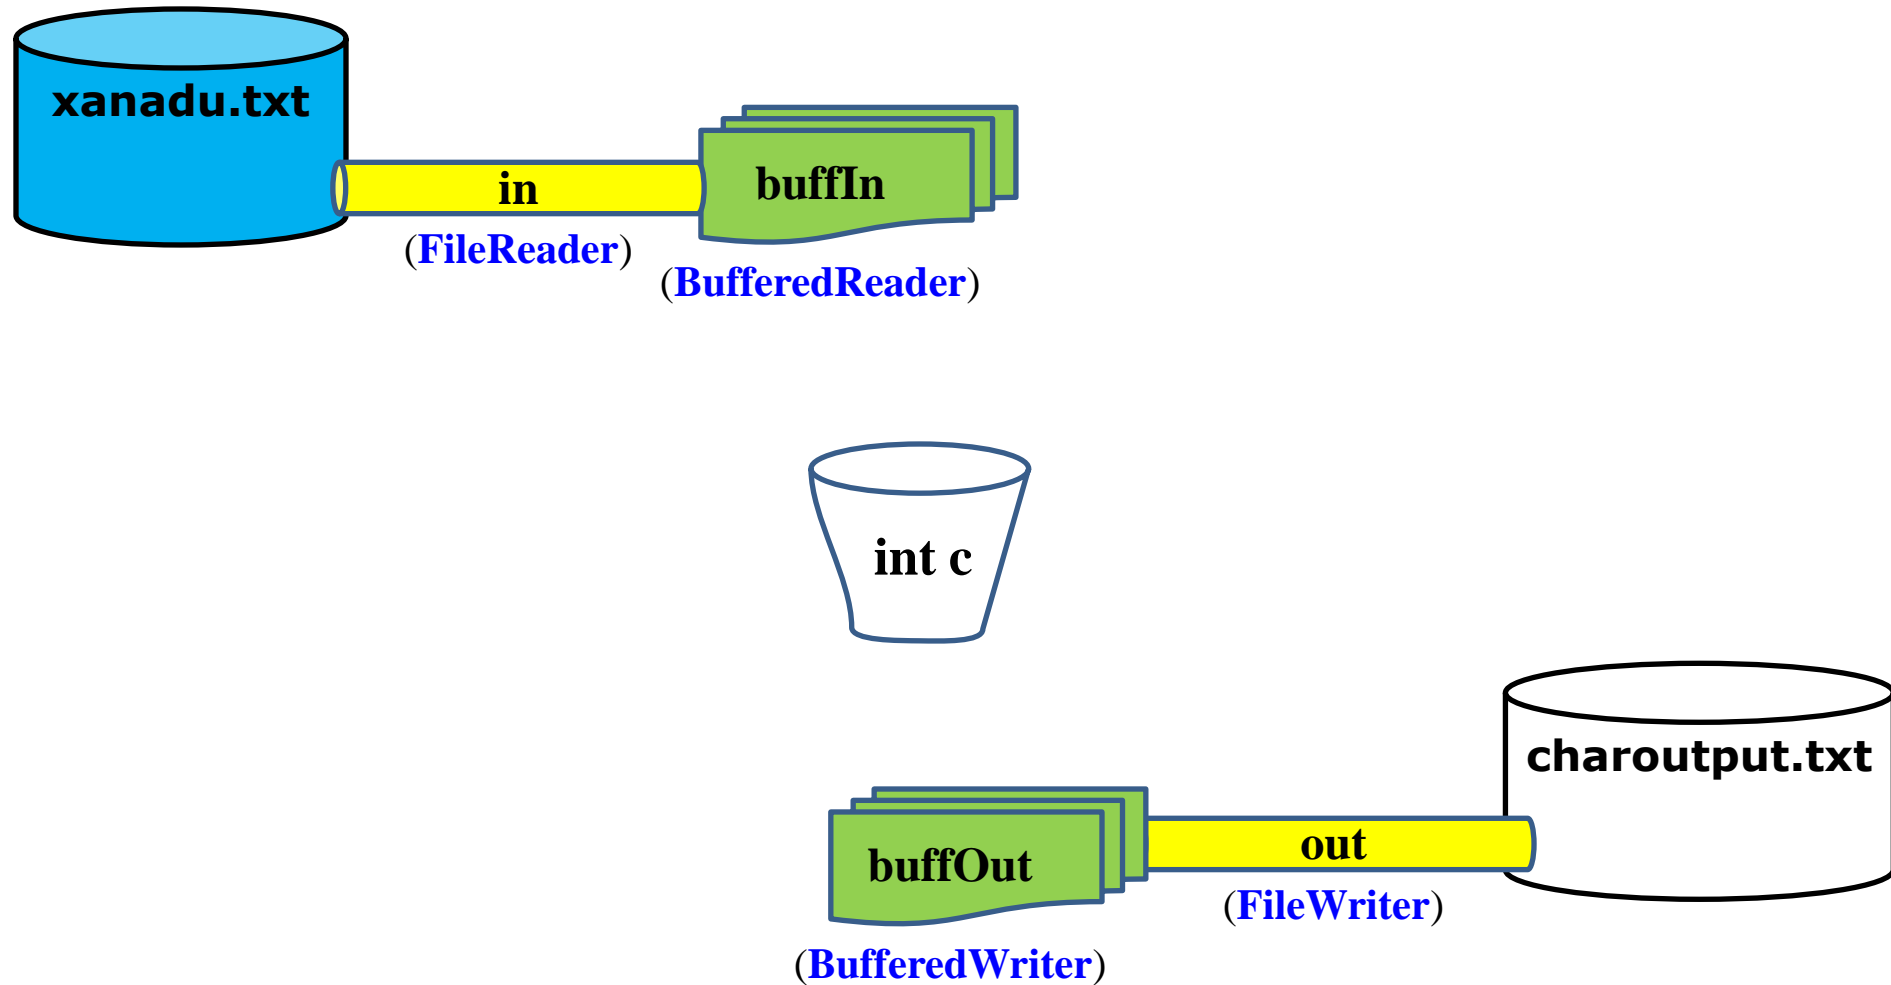 xanadu.txt
in
buffIn
(FileReader)
(BufferedReader)
int c
charoutput.txt
buffOut
out
(FileWriter)
(BufferedWriter)